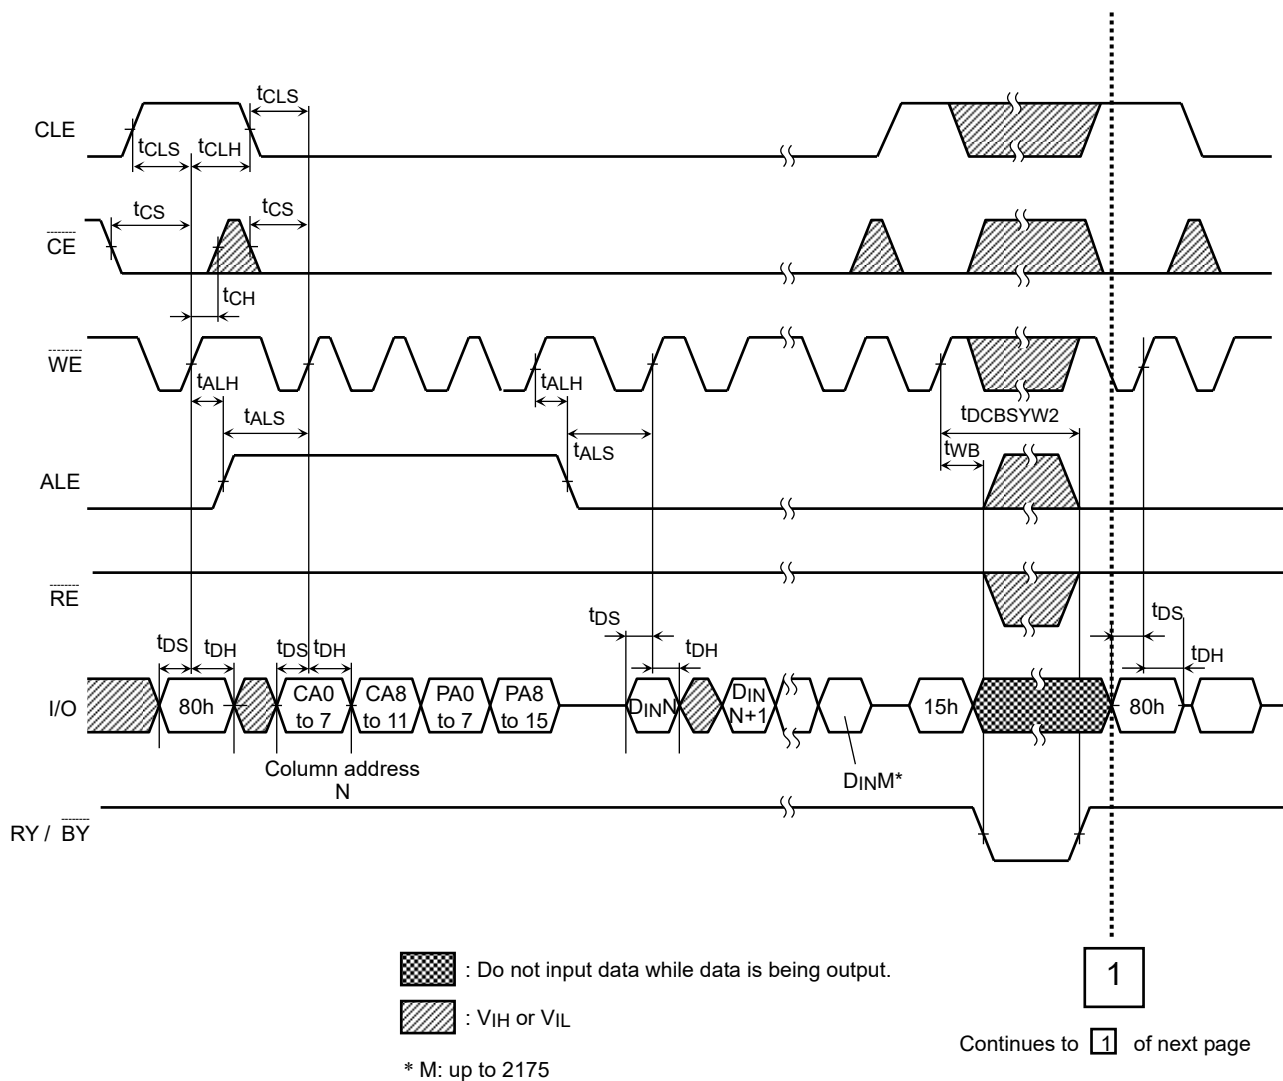 tCLS
CLE
tCLS tCLH
tCS tCS
CE
tCH
WE
tALH tALH
tDCBSYW2
tALS
tALS tWB
ALE
RE
tDS tDS
tDS tDH tDS tDH tDH tDH
I/O 80h CA0 to 7 CA8 to 11 PA0 to 7 PA8 to 15 DINN DIN N+1 15h 80h
Column address
N
DINM*
RY / BY
: Do not input data while data is being output.
1
: VIH or VIL
Continues to 1 of next page
* M: up to 2175